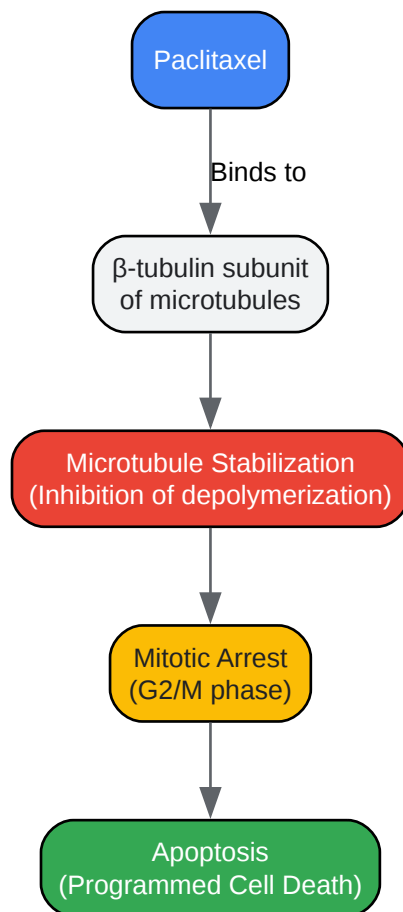 Paclitaxel
Binds to
β-tubulin subunit
of microtubules
Microtubule Stabilization
(Inhibition of depolymerization)
Mitotic Arrest
(G2/M phase)
Apoptosis
(Programmed Cell Death)